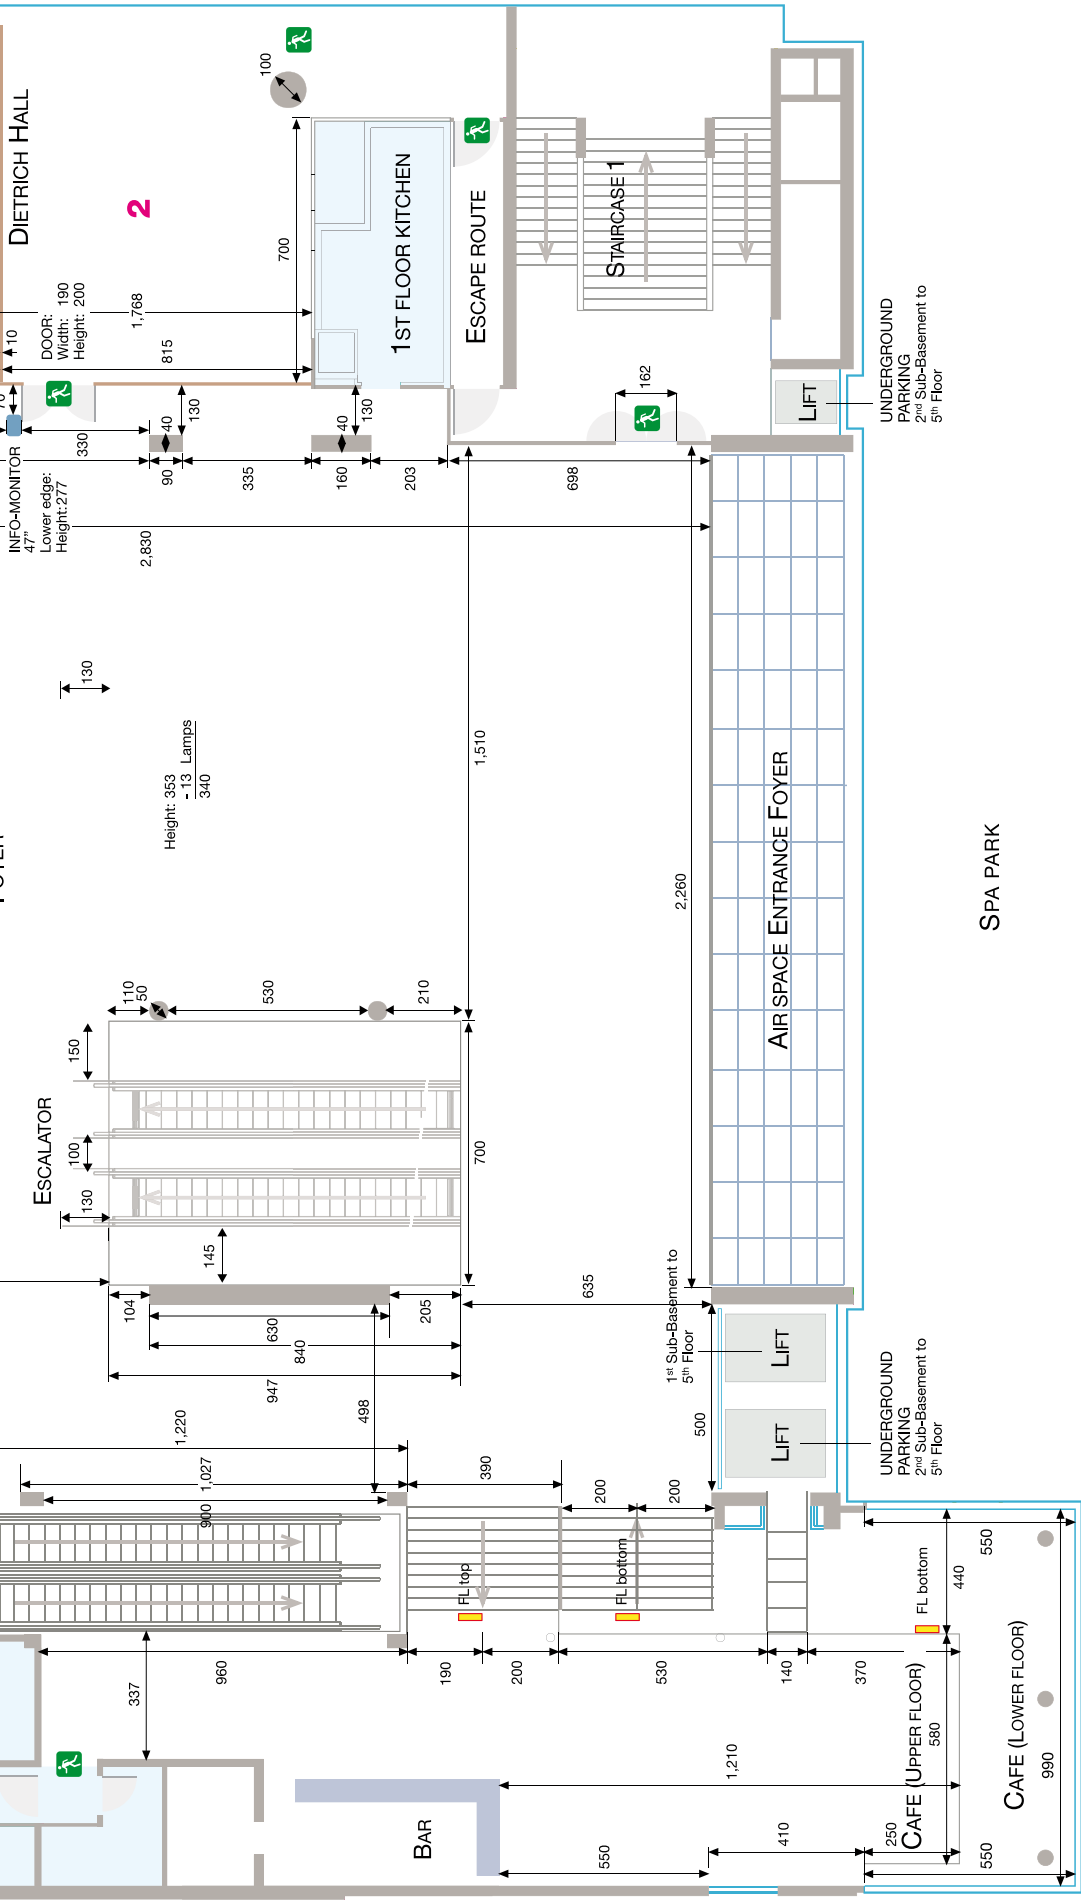 DIETRICH HALL
2
100
700
1ST FLOOR KITCHEN
ESCAPE ROUTE
STAIRCASE 1
DOOR:
Width: 190
Height: 200
110
1,768
815
70
330
40
130
40
130
90
335
160
203
698
162
INFO-MONITOR
47"
Lower edge:
Height:277
2,830
LIFT
UNDERGROUND
PARKING
2nd Sub-Basement to
5th Floor
130
Height: 353
- 13 Lamps
340
1,510
2,260
AIR SPACE ENTRANCE FOYER
SPA PARK
ESCALATOR
110
50
530
210
150
100
130
145
700
104
630
205
840
947
635
498
1,220
1,027
900
390
200
200
500
1st Sub-Basement to
5th Floor
LIFT
LIFT
UNDERGROUND
PARKING
2nd Sub-Basement to
5th Floor
FL top
FL bottom
FL bottom
550
440
960
337
190
200
530
140
370
580
1,210
BAR
550
410
250
550
990
CAFE (UPPER FLOOR)
CAFE (LOWER FLOOR)